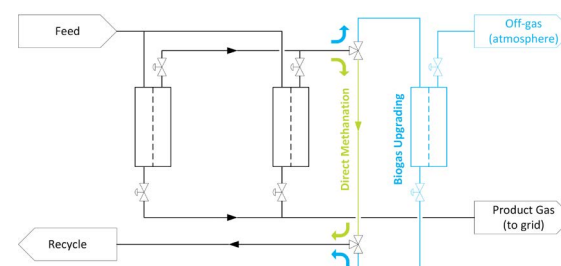 Feed
Off-gas
(atmosphere)
Direct Methanation
Biogas Upgrading
Product Gas
(to grid)
Recycle